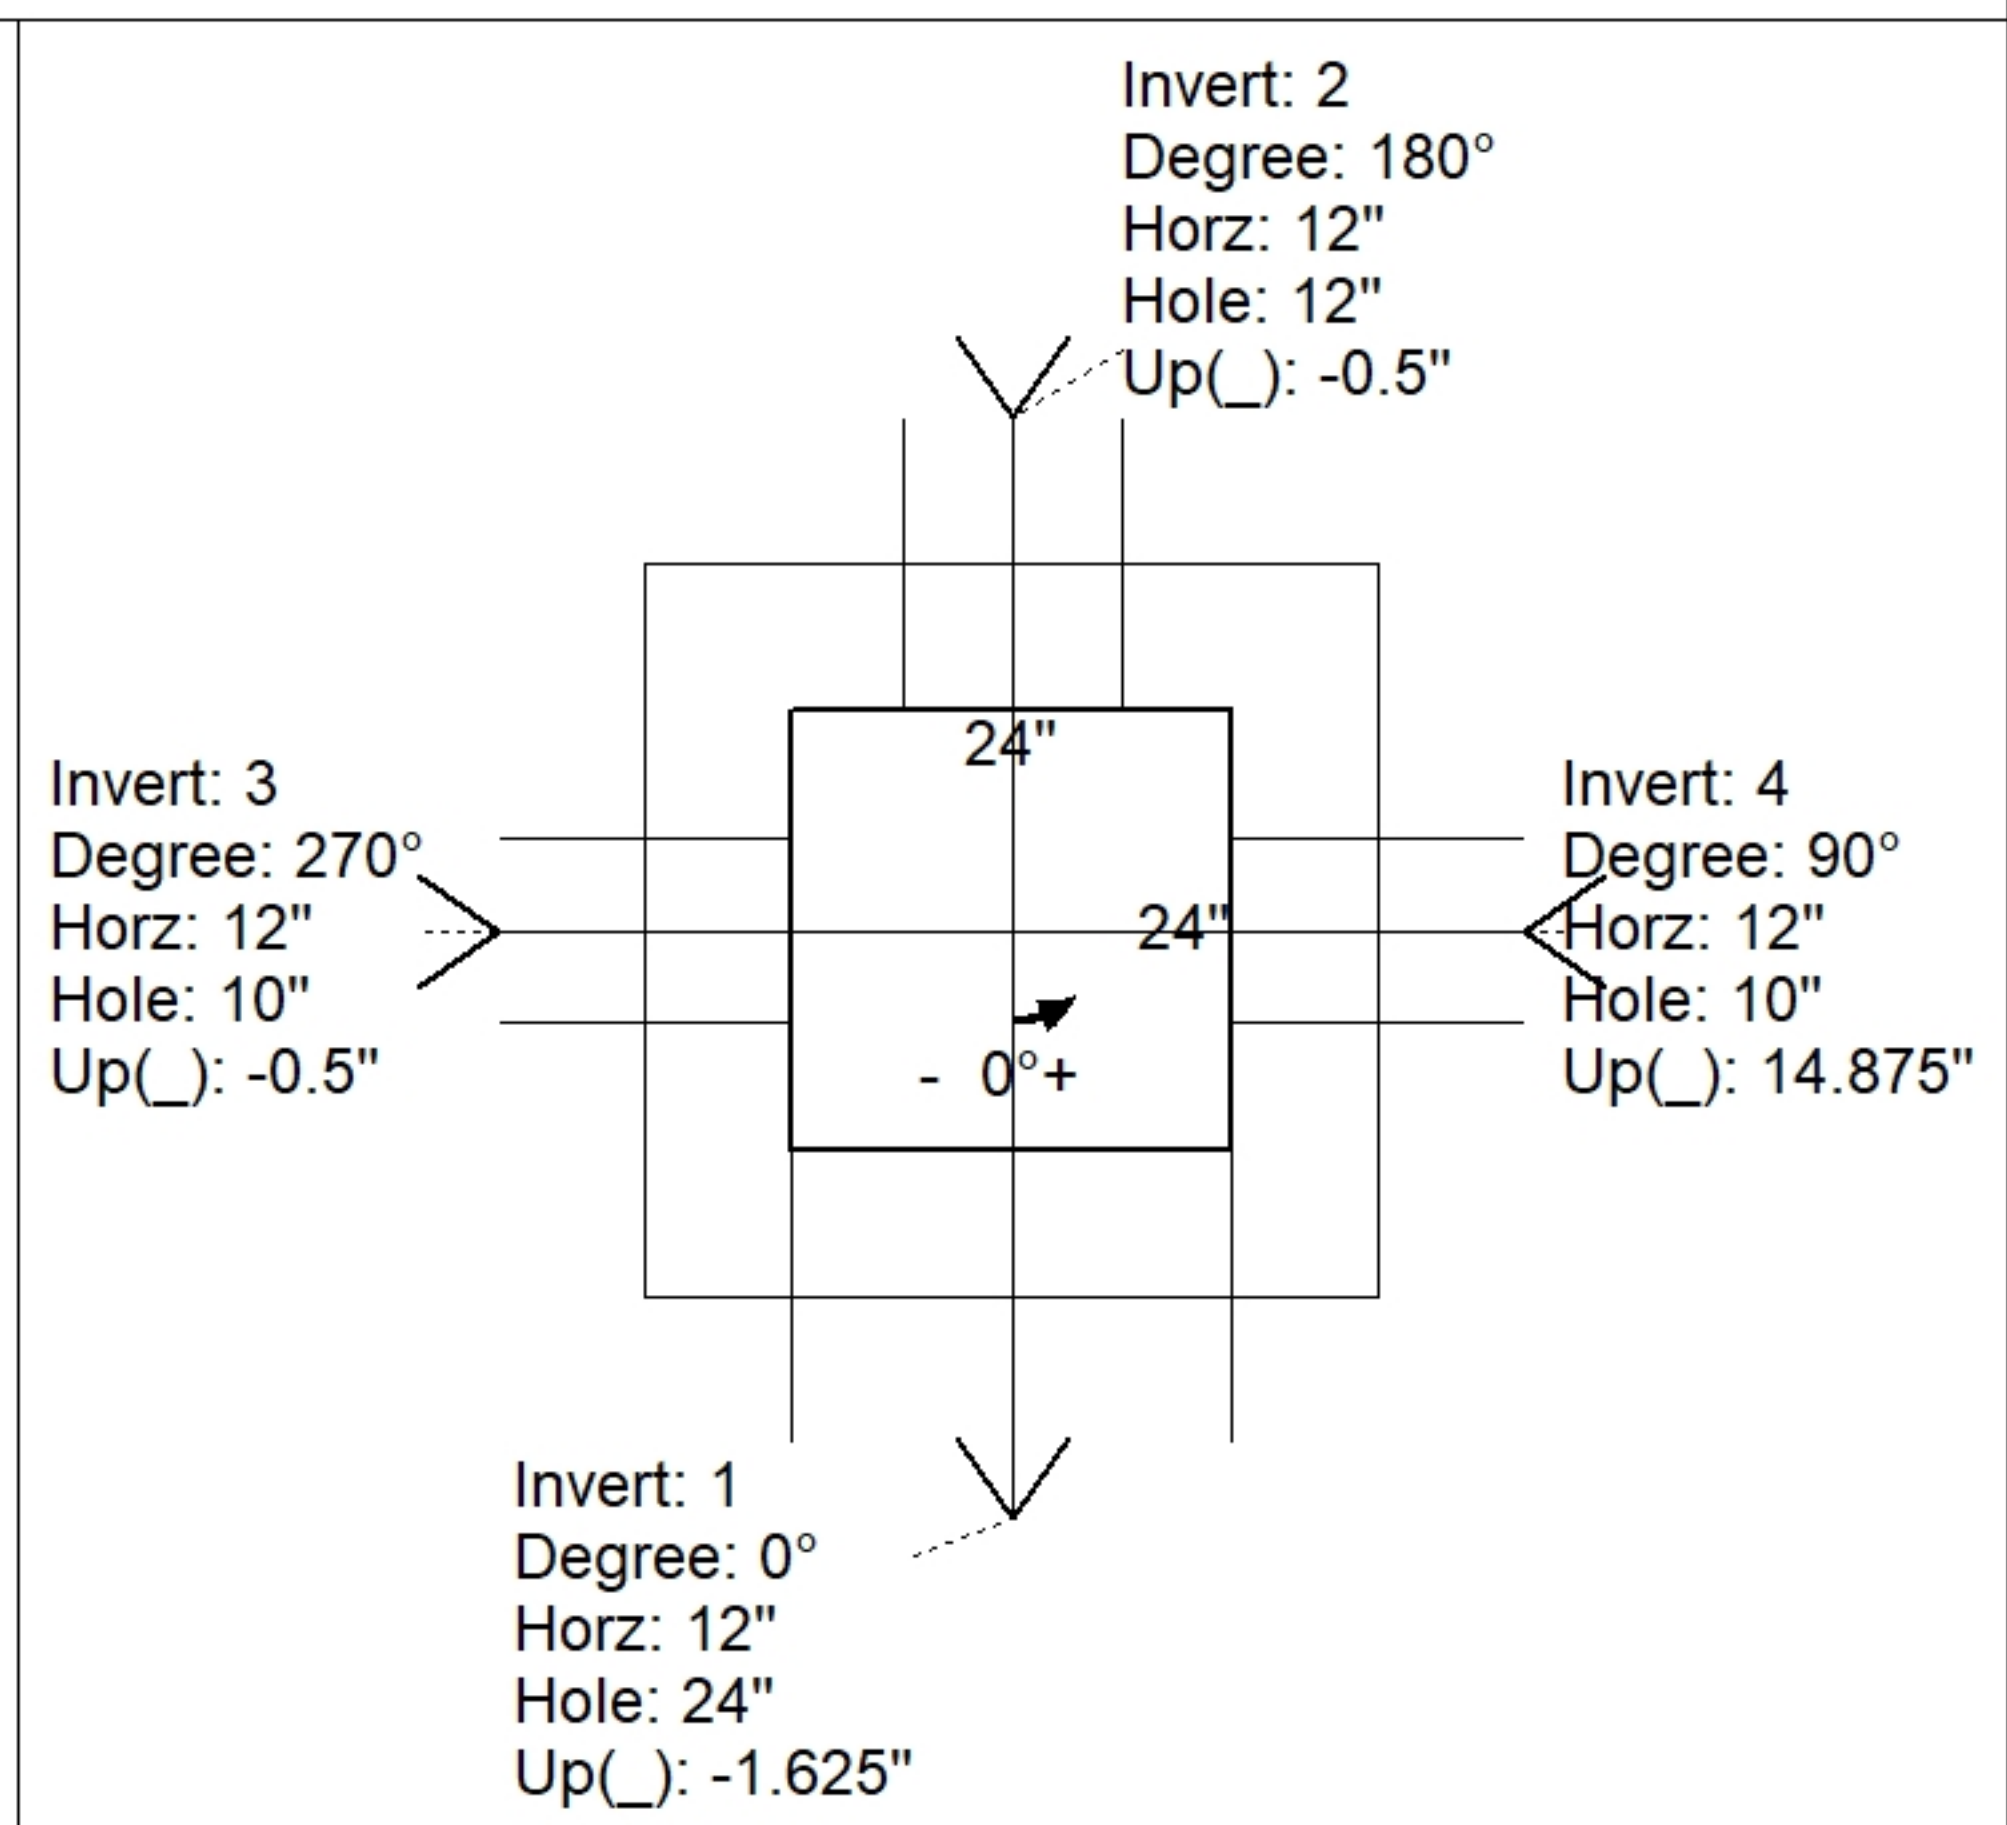 Invert: 2
Degree: 180°
Horz: 12"
Hole: 12"
Up(_): -0.5"
24"
Invert: 3
Degree: 270°
Horz: 12"
Hole: 10"
Up(_): -0.5"
24"
- 0°+
Invert: 4
Degree: 90°
Horz: 12"
Hole: 10"
Up(_): 14.875"
Invert: 1
Degree: 0°
Horz: 12"
Hole: 24"
Up(_): -1.625"